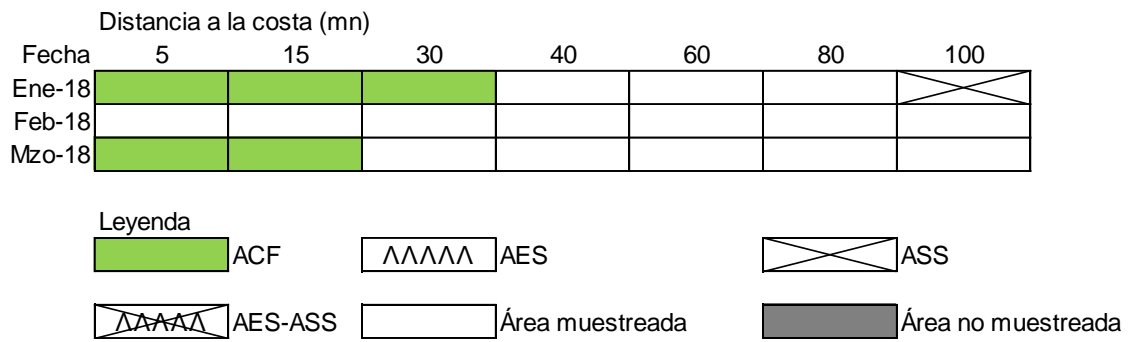 Distancia a la costa (mn)
Fecha 5 15 30 40 60 80 100
Ene-18
Feb-18
Mzo-18
Leyenda
ACF ΛΛΛΛΛ AES ASS
ΛΛΛΛΛ AES-ASS Área muestreada Área no muestreada